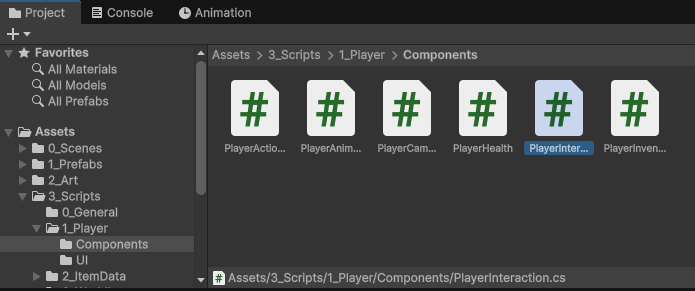 Project Console Animation
+
Favorites
All Materials
All Models
All Prefabs
Assets
0_Scenes
1_Prefabs
2_Art
3_Scripts
0_General
1_Player
Components
UI
2_ItemData
Assets > 3_Scripts > 1_Player > Components
# # # # # #
PlayerActio... PlayerAnim... PlayerCam... PlayerHealth PlayerInter... PlayerInven...
# Assets/3_Scripts/1_Player/Components/PlayerInteraction.cs